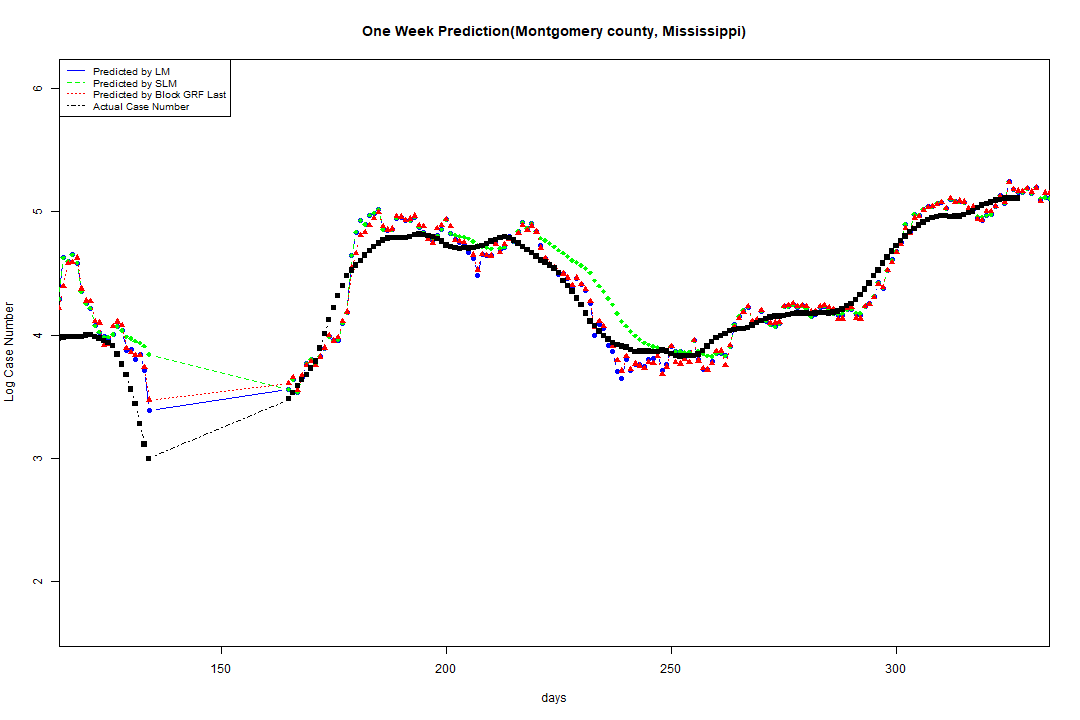 One Week Prediction(Montgomery county, Mississippi)
Predicted by LM
Predicted by SLM
Predicted by Block GRF Last
Actual Case Number
6
5
4
3
2
Log Case Number
150
200
250
300
days